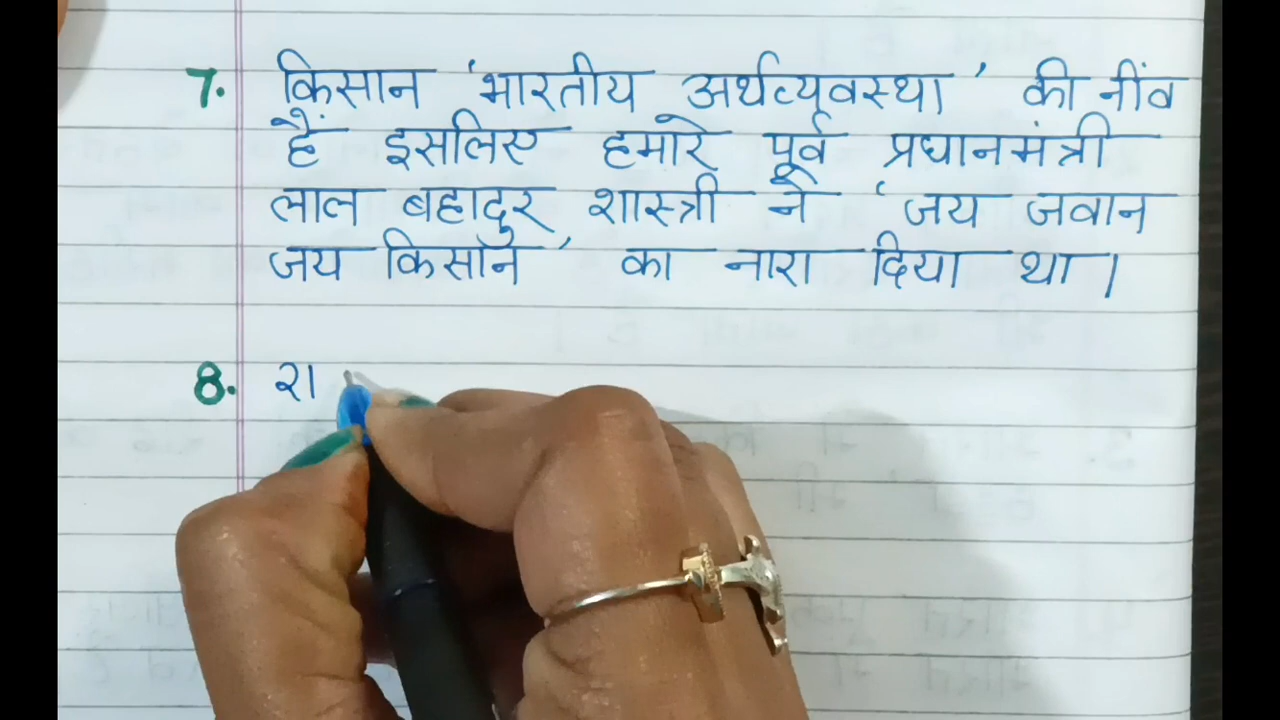 7. किसान 'भारतीय अर्थव्यवस्था' की नींव
हैं इसलिए हमारे पूर्व प्रधानमंत्री
लाल बहादुर शास्त्री ने 'जय जवान
जय किसान' का नारा दिया था।
8. रा